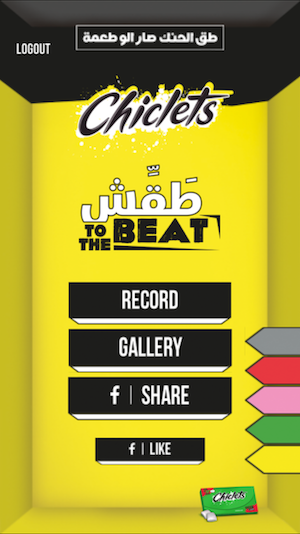 طق الحنك صار الو طعمة
LOGOUT
Chiclets
طَقِّش
TO THE BEAT
RECORD
GALLERY
f | SHARE
f | LIKE
Chiclets